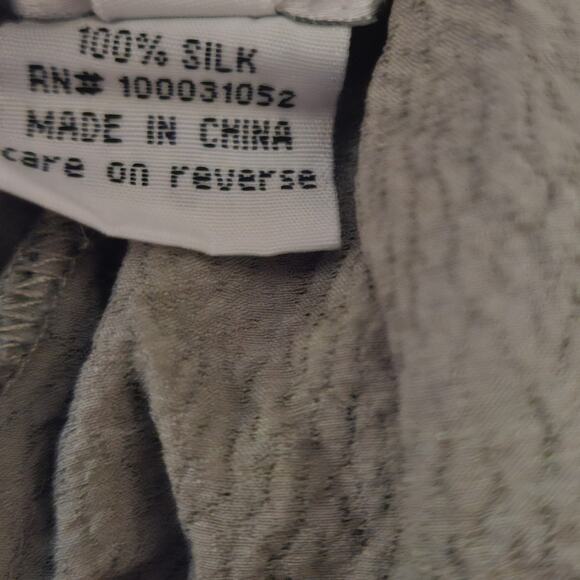 100% SILK
RN# 100031052
MADE IN CHINA
care on reverse